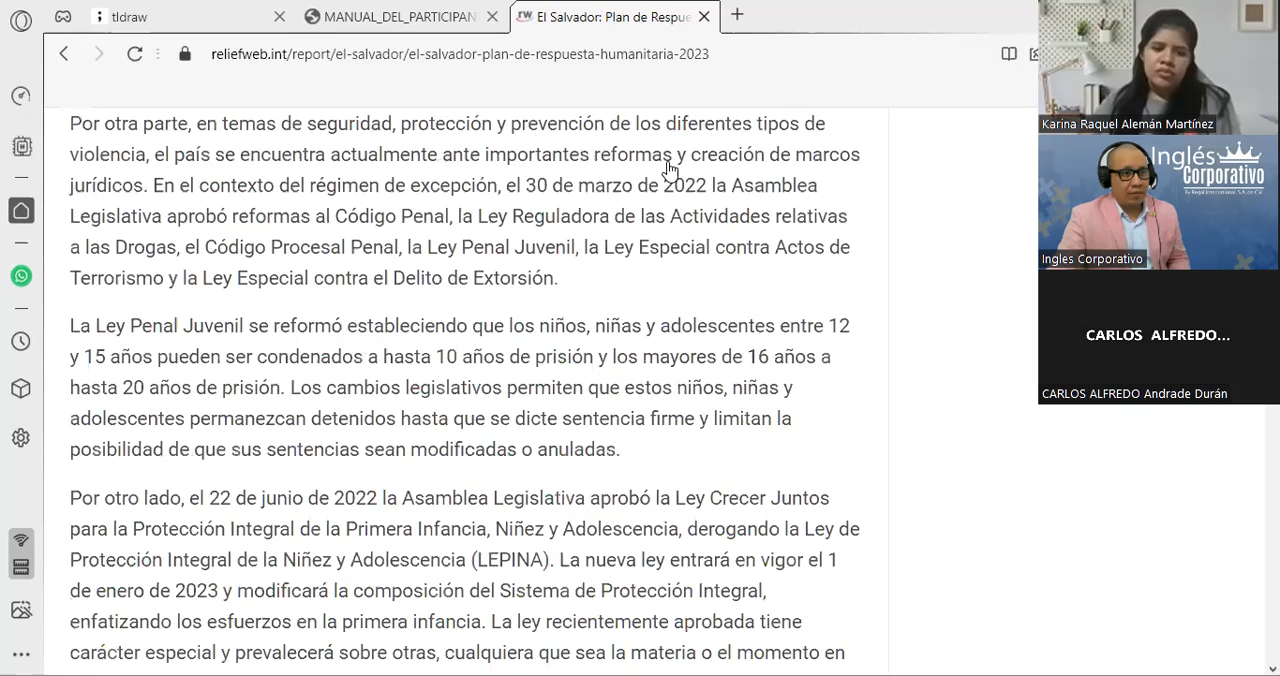 tldraw
MANUAL_DEL_PARTICIPAN
El Salvador: Plan de Respue
reliefweb.int/report/el-salvador/el-salvador-plan-de-respuesta-humanitaria-2023
Por otra parte, en temas de seguridad, protección y prevención de los diferentes tipos de
violencia, el país se encuentra actualmente ante importantes reformas y creación de marcos
jurídicos. En el contexto del régimen de excepción, el 30 de marzo de 2022 la Asamblea
Legislativa aprobó reformas al Código Penal, la Ley Reguladora de las Actividades relativas
a las Drogas, el Código Procesal Penal, la Ley Penal Juvenil, la Ley Especial contra Actos de
Terrorismo y la Ley Especial contra el Delito de Extorsión.
La Ley Penal Juvenil se reformó estableciendo que los niños, niñas y adolescentes entre 12
y 15 años pueden ser condenados a hasta 10 años de prisión y los mayores de 16 años a
hasta 20 años de prisión. Los cambios legislativos permiten que estos niños, niñas y
adolescentes permanezcan detenidos hasta que se dicte sentencia firme y limitan la
posibilidad de que sus sentencias sean modificadas o anuladas.
Por otro lado, el 22 de junio de 2022 la Asamblea Legislativa aprobó la Ley Crecer Juntos
para la Protección Integral de la Primera Infancia, Niñez y Adolescencia, derogando la Ley de
Protección Integral de la Niñez y Adolescencia (LEPINA). La nueva ley entrará en vigor el 1
de enero de 2023 y modificará la composición del Sistema de Protección Integral,
enfatizando los esfuerzos en la primera infancia. La ley recientemente aprobada tiene
carácter especial y prevalecerá sobre otras, cualquiera que sea la materia o el momento en
Karina Raquel Alemán Martínez
Inglés
Corporativo
By Regal International, S.A. de C.V.
Ingles Corporativo
CARLOS ALFREDO...
CARLOS ALFREDO Andrade Durán